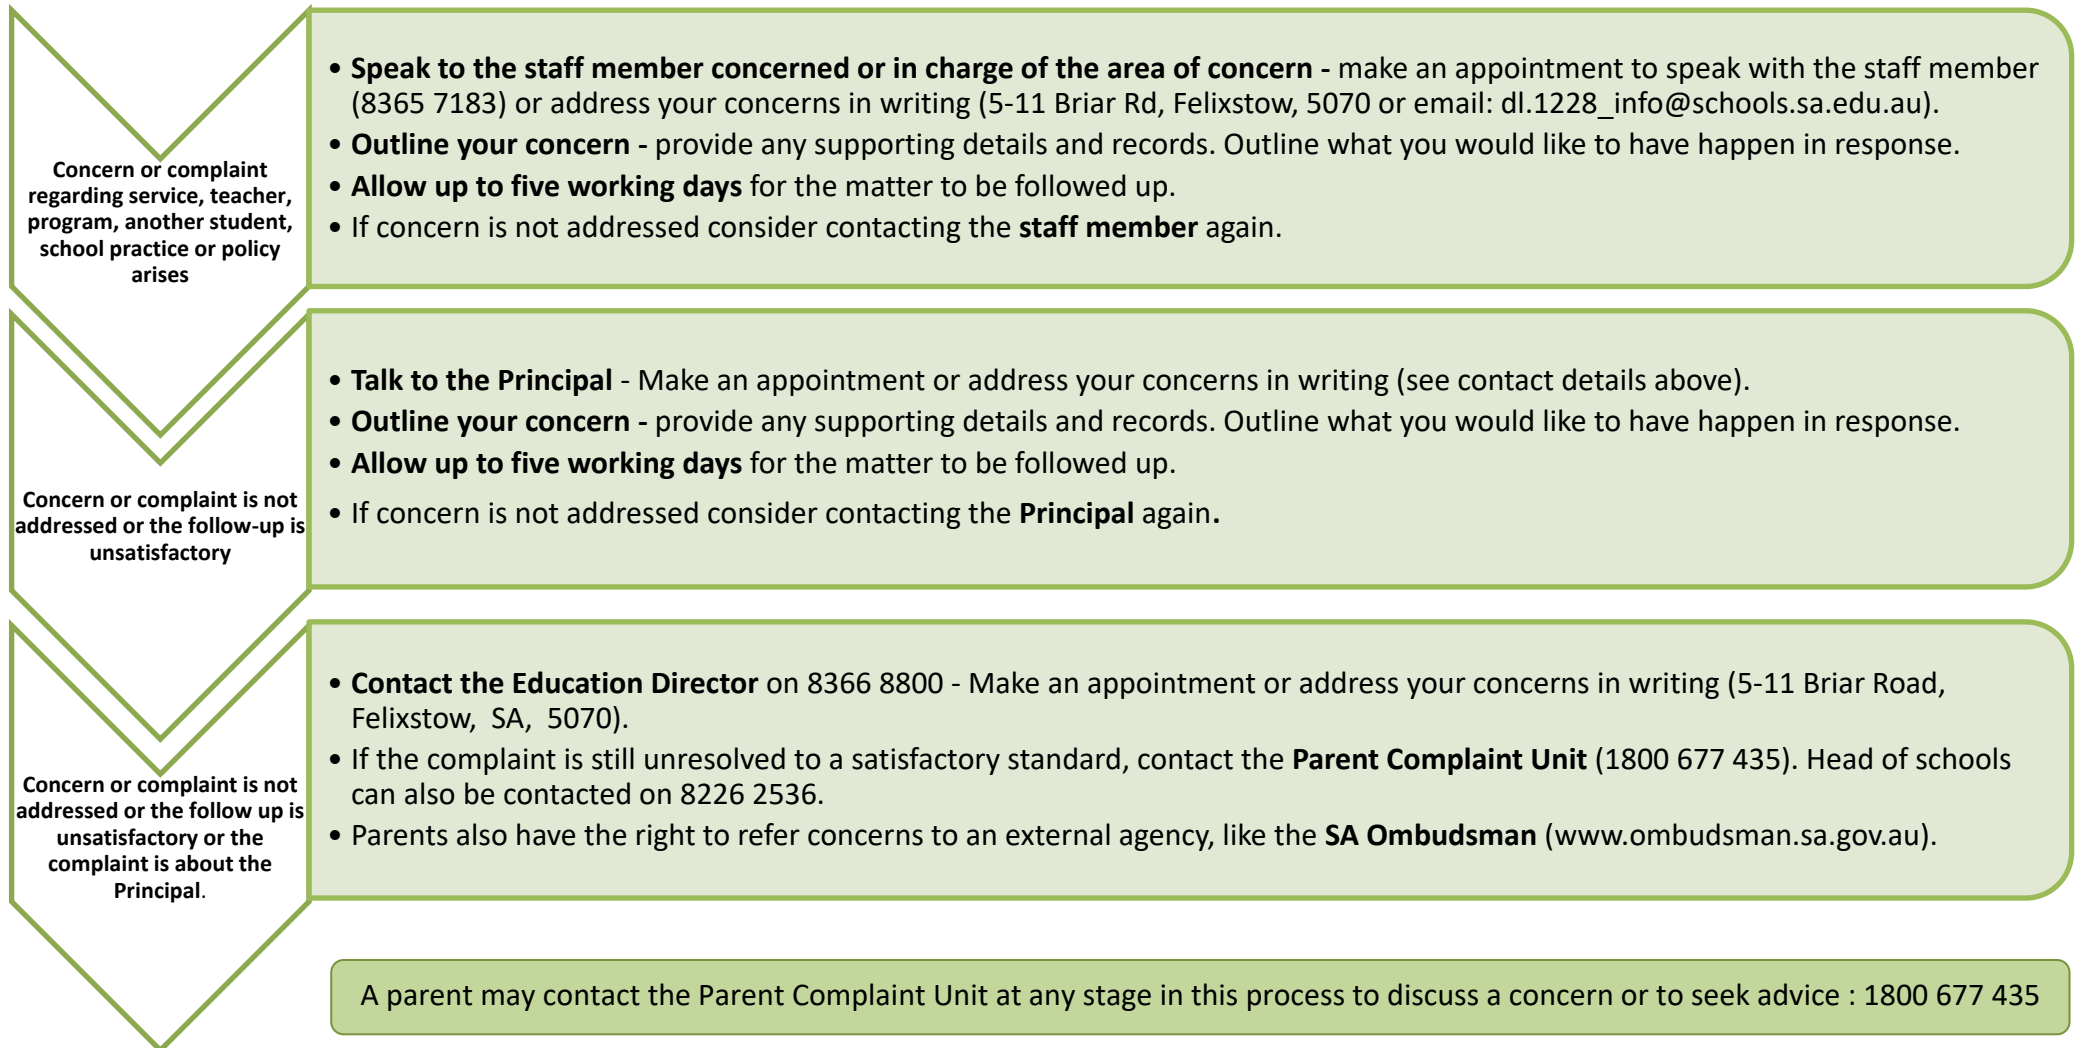 Concern or complaint
regarding service, teacher,
program, another student,
school practice or policy
arises
• Speak to the staff member concerned or in charge of the area of concern - make an appointment to speak with the staff member
(8365 7183) or address your concerns in writing (5-11 Briar Rd, Felixstow, 5070 or email: dl.1228_info@schools.sa.edu.au).
• Outline your concern - provide any supporting details and records. Outline what you would like to have happen in response.
• Allow up to five working days for the matter to be followed up.
• If concern is not addressed consider contacting the staff member again.
Concern or complaint is not
addressed or the follow-up is
unsatisfactory
• Talk to the Principal - Make an appointment or address your concerns in writing (see contact details above).
• Outline your concern - provide any supporting details and records. Outline what you would like to have happen in response.
• Allow up to five working days for the matter to be followed up.
• If concern is not addressed consider contacting the Principal again.
Concern or complaint is not
addressed or the follow up is
unsatisfactory or the
complaint is about the
Principal.
• Contact the Education Director on 8366 8800 - Make an appointment or address your concerns in writing (5-11 Briar Road,
Felixstow, SA, 5070).
• If the complaint is still unresolved to a satisfactory standard, contact the Parent Complaint Unit (1800 677 435). Head of schools
can also be contacted on 8226 2536.
• Parents also have the right to refer concerns to an external agency, like the SA Ombudsman (www.ombudsman.sa.gov.au).
A parent may contact the Parent Complaint Unit at any stage in this process to discuss a concern or to seek advice : 1800 677 435